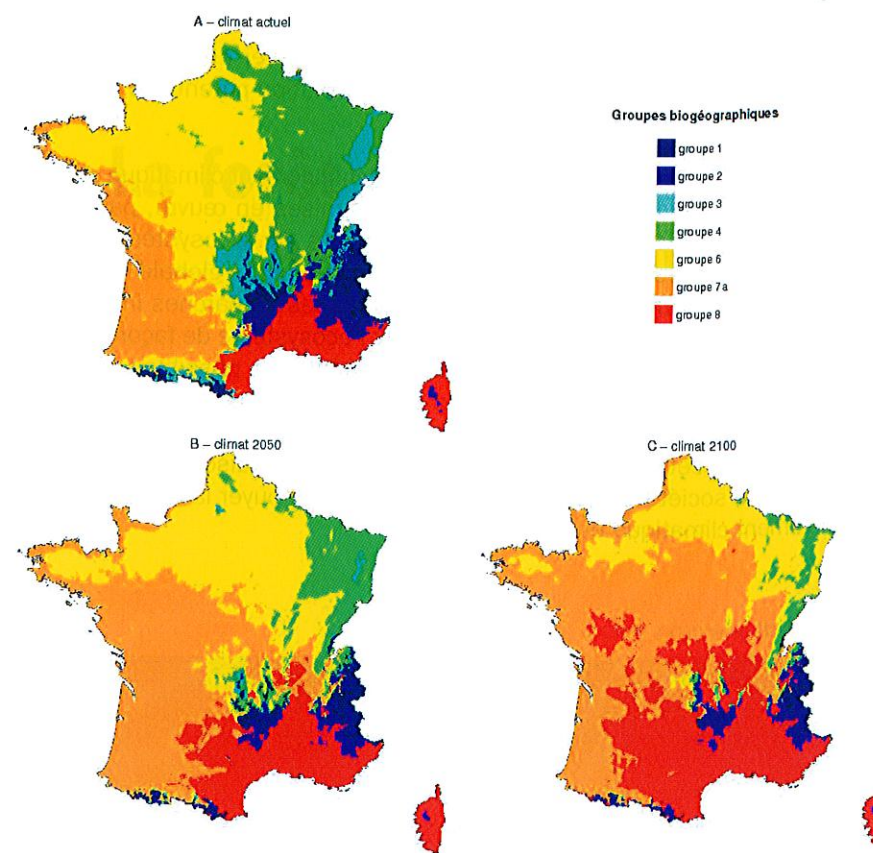 A – climat actuel
Groupes biogéographiques
groupe 1
groupe 2
groupe 3
groupe 4
groupe 6
groupe 7a
groupe 8
B – climat 2050
C – climat 2100